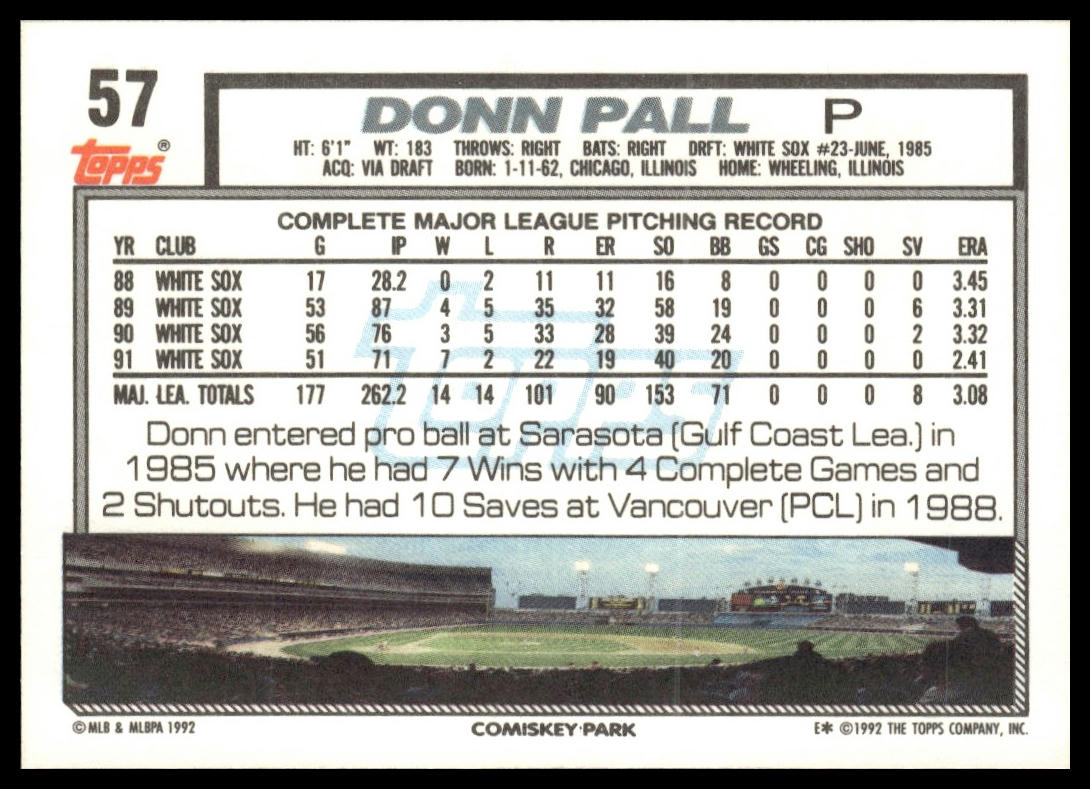 57
DONN PALL P
TOPPS®
HT: 6'1" WT: 183 THROWS: RIGHT BATS: RIGHT DRFT: WHITE SOX #23-JUNE, 1985
ACQ: VIA DRAFT BORN: 1-11-62, CHICAGO, ILLINOIS HOME: WHEELING, ILLINOIS
COMPLETE MAJOR LEAGUE PITCHING RECORD
YR CLUB G IP W L R ER SO BB GS CG SHO SV ERA
88 WHITE SOX 17 28.2 0 2 11 11 16 8 0 0 0 0 3.45
89 WHITE SOX 53 87 4 5 35 32 58 19 0 0 0 6 3.31
90 WHITE SOX 56 76 3 5 33 28 39 24 0 0 0 2 3.32
91 WHITE SOX 51 71 7 2 22 19 40 20 0 0 0 0 2.41
MAJ. LEA. TOTALS 177 262.2 14 14 101 90 153 71 0 0 0 8 3.08
TOPPS
Donn entered pro ball at Sarasota (Gulf Coast Lea.) in
1985 where he had 7 Wins with 4 Complete Games and
2 Shutouts. He had 10 Saves at Vancouver (PCL) in 1988.
©MLB & MLBPA 1992
COMISKEY·PARK
E* ©1992 THE TOPPS COMPANY, INC.